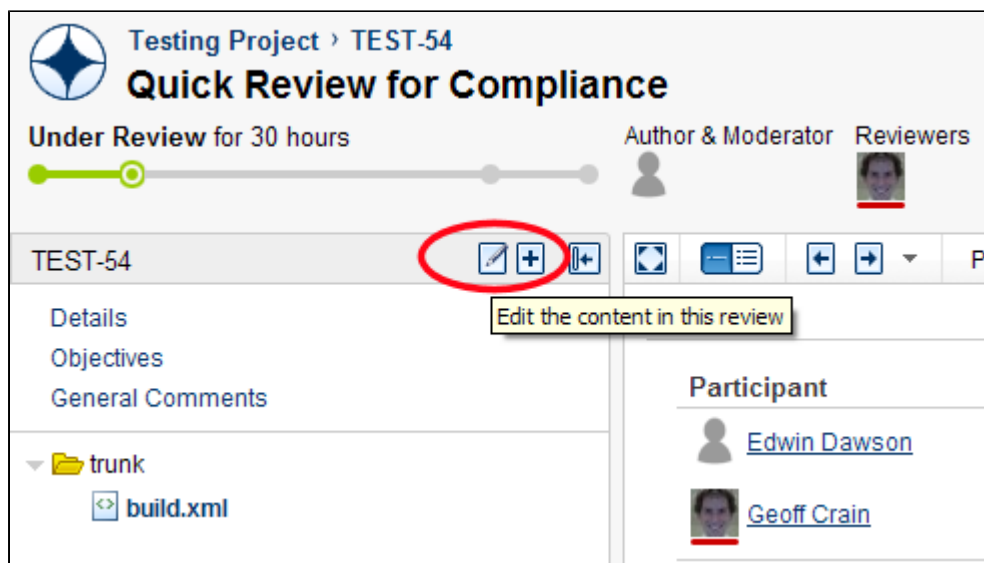 Testing Project › TEST-54
Quick Review for Compliance
Under Review for 30 hours
Author & Moderator Reviewers
TEST-54
P
Edit the content in this review
Details
Objectives
General Comments
trunk
build.xml
Participant
Edwin Dawson
Geoff Crain